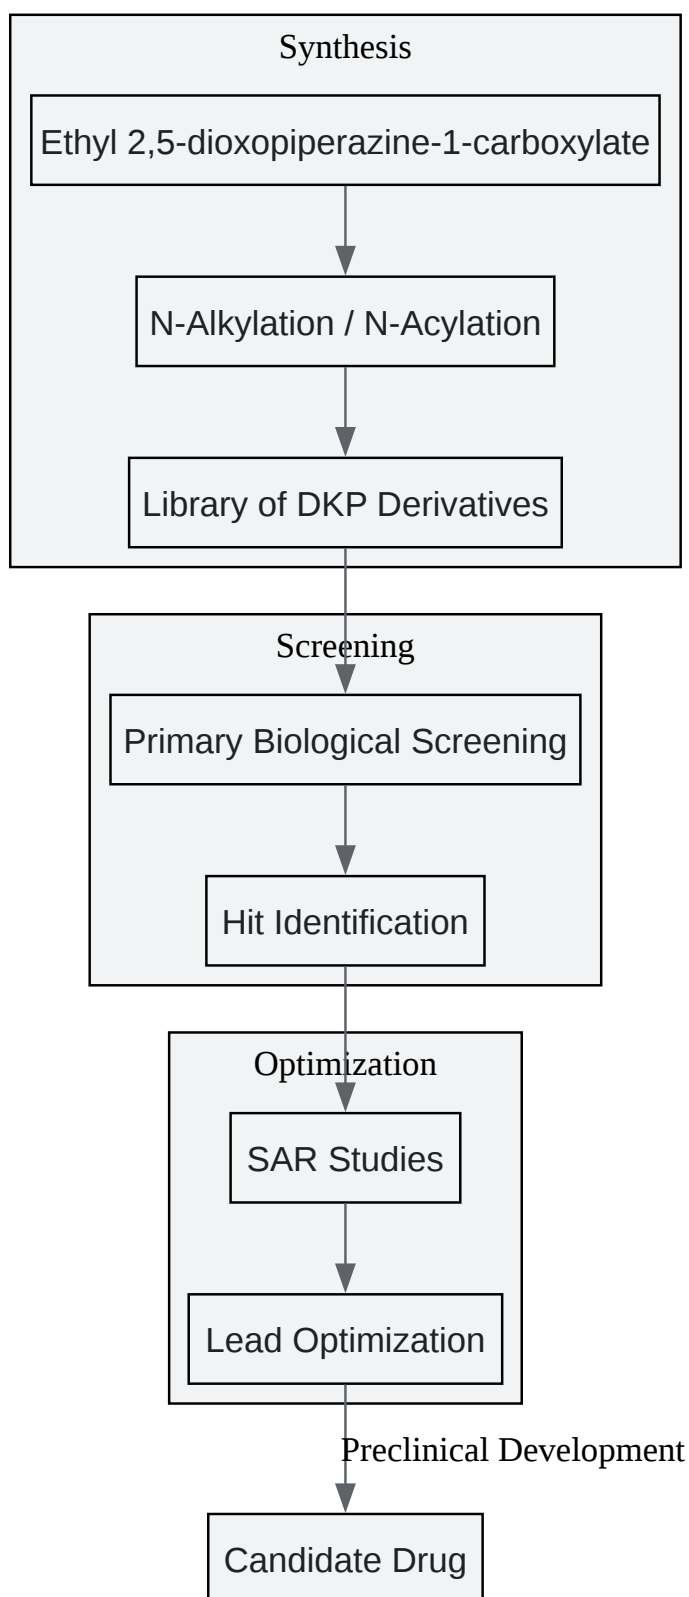 Synthesis
Ethyl 2,5-dioxopiperazine-1-carboxylate
N-Alkylation / N-Acylation
Library of DKP Derivatives
Screening
Primary Biological Screening
Hit Identification
Optimization
SAR Studies
Lead Optimization
Preclinical Development
Candidate Drug